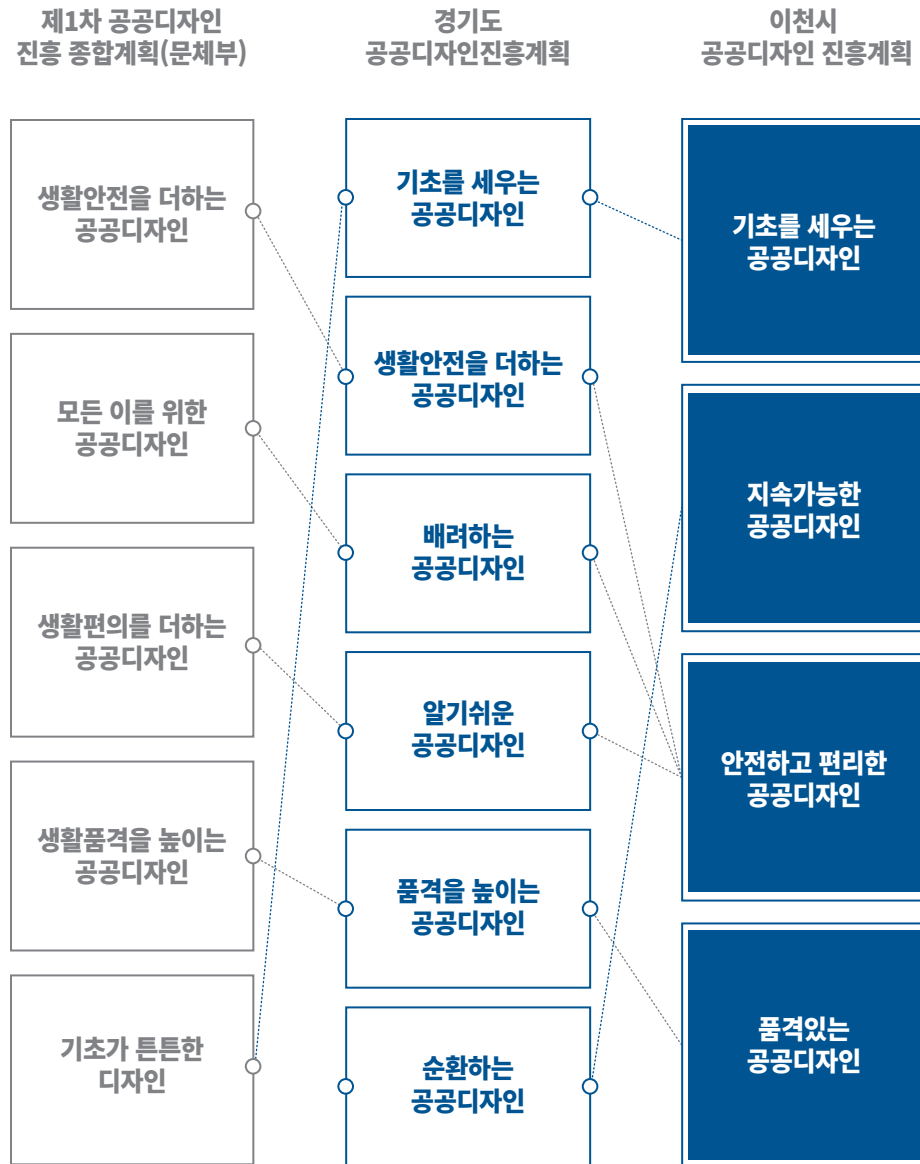 제1차 공공디자인
진흥 종합계획(문체부)
경기도
공공디자인진흥계획
이천시
공공디자인 진흥계획
생활안전을 더하는
공공디자인
모든 이를 위한
공공디자인
생활편의를 더하는
공공디자인
생활품격을 높이는
공공디자인
기초가 튼튼한
디자인
기초를 세우는
공공디자인
생활안전을 더하는
공공디자인
배려하는
공공디자인
알기쉬운
공공디자인
품격을 높이는
공공디자인
순환하는
공공디자인
기초를 세우는
공공디자인
지속가능한
공공디자인
안전하고 편리한
공공디자인
품격있는
공공디자인